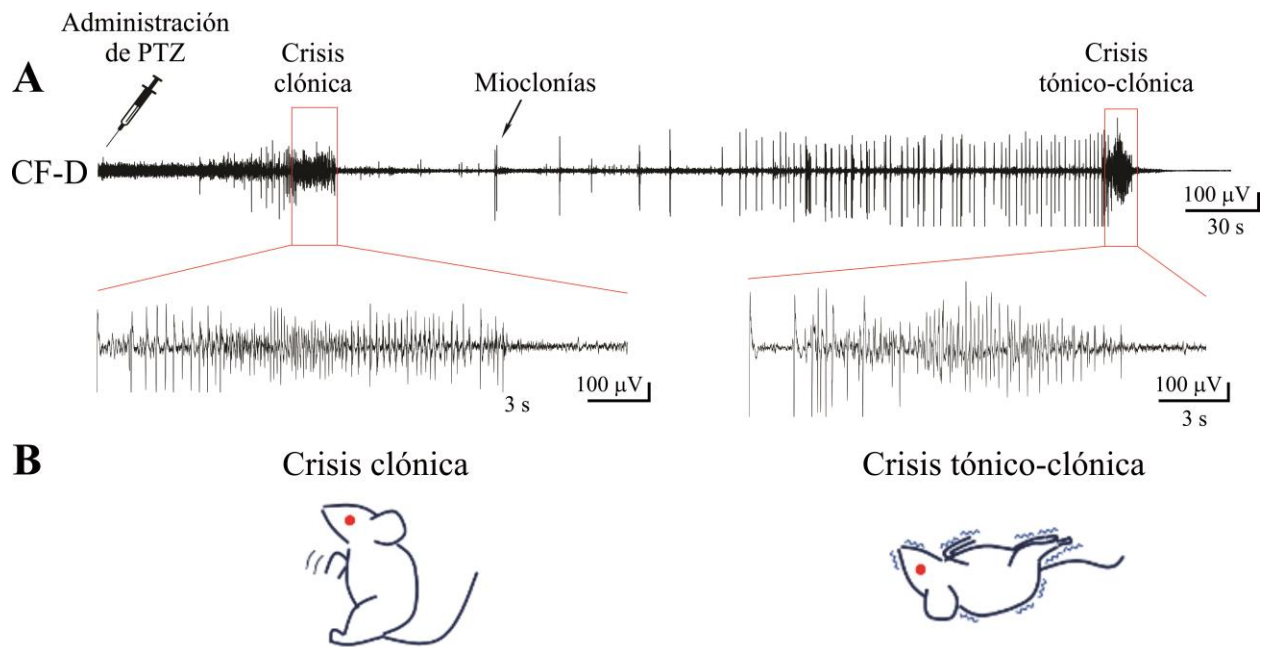 Administración
de PTZ
A
Crisis
clónica
Mioclonías
Crisis
tónico-clónica
CF-D
100 µV
30 s
100 µV
3 s
100 µV
3 s
B
Crisis clónica
Crisis tónico-clónica